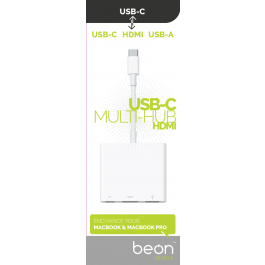 USB-C
USB-C HDMI USB-A
USB-C
MULTI-HUB
HDMI
ENCHANCE YOUR
MACBOOK & MACBOOK PRO
beon